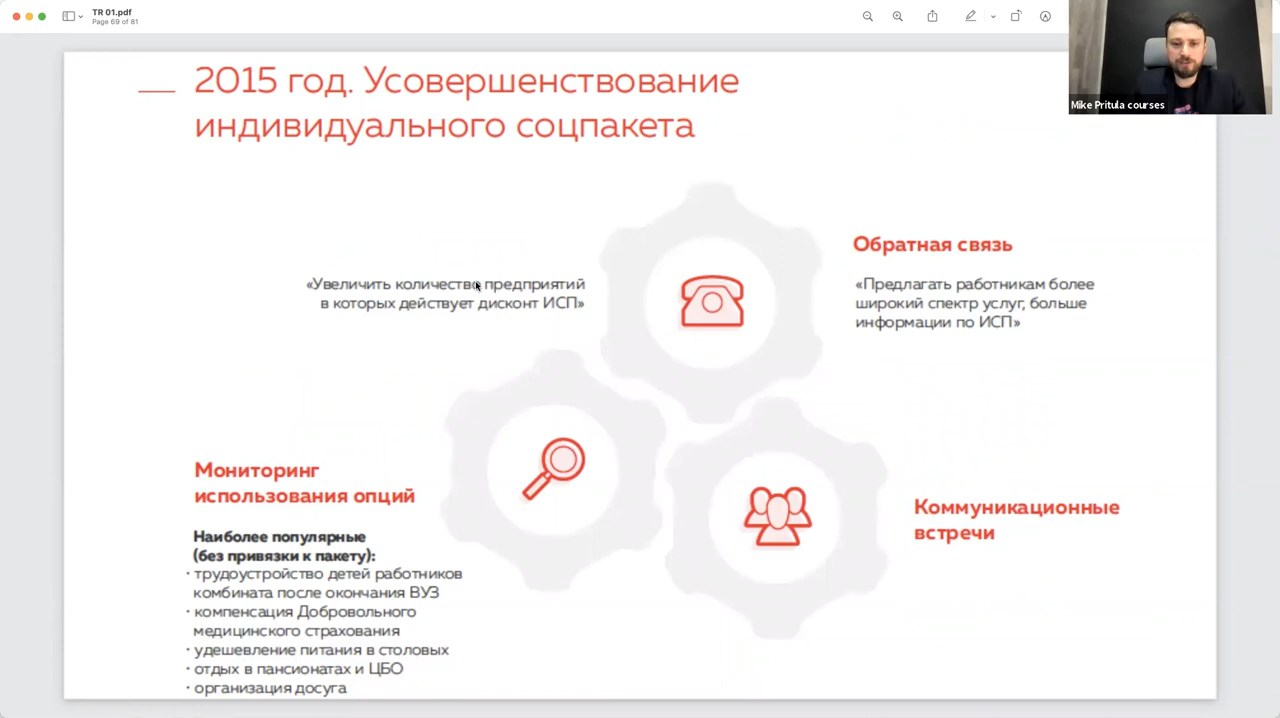 TR 01.pdf
Page 69 of 81
Mike Pritula courses
2015 год. Усовершенствование
индивидуального соцпакета
«Увеличить количество предприятий
в которых действует дисконт ИСП»
Обратная связь
«Предлагать работникам более
широкий спектр услуг, больше
информации по ИСП»
Мониторинг
использования опций
Наиболее популярные
(без привязки к пакету):
· трудоустройство детей работников
комбината после окончания ВУЗ
· компенсация Добровольного
медицинского страхования
· удешевление питания в столовых
· отдых в пансионатах и ЦБО
· организация досуга
Коммуникационные
встречи